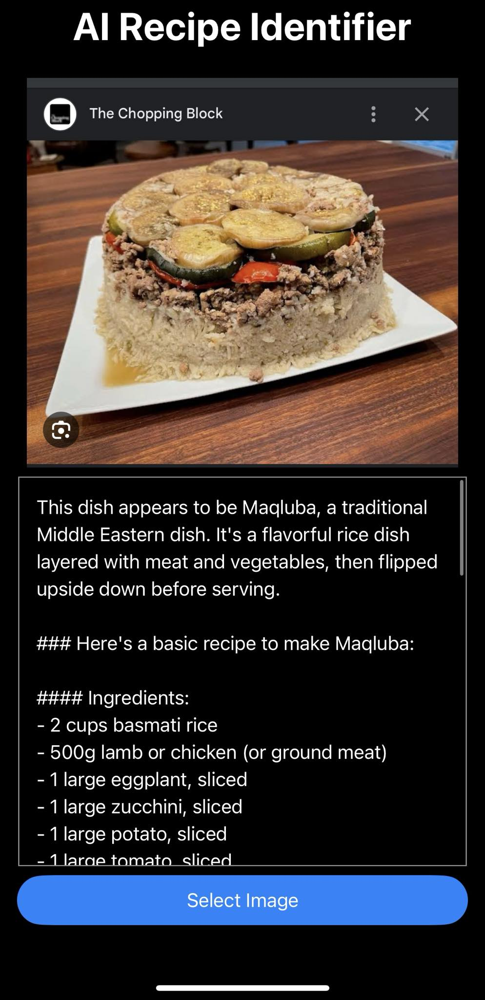 AI Recipe Identifier
The Chopping Block
This dish appears to be Maqluba, a traditional
Middle Eastern dish. It's a flavorful rice dish
layered with meat and vegetables, then flipped
upside down before serving.
### Here's a basic recipe to make Maqluba:
#### Ingredients:
- 2 cups basmati rice
- 500g lamb or chicken (or ground meat)
- 1 large eggplant, sliced
- 1 large zucchini, sliced
- 1 large potato, sliced
- 1 large tomato, sliced
Select Image